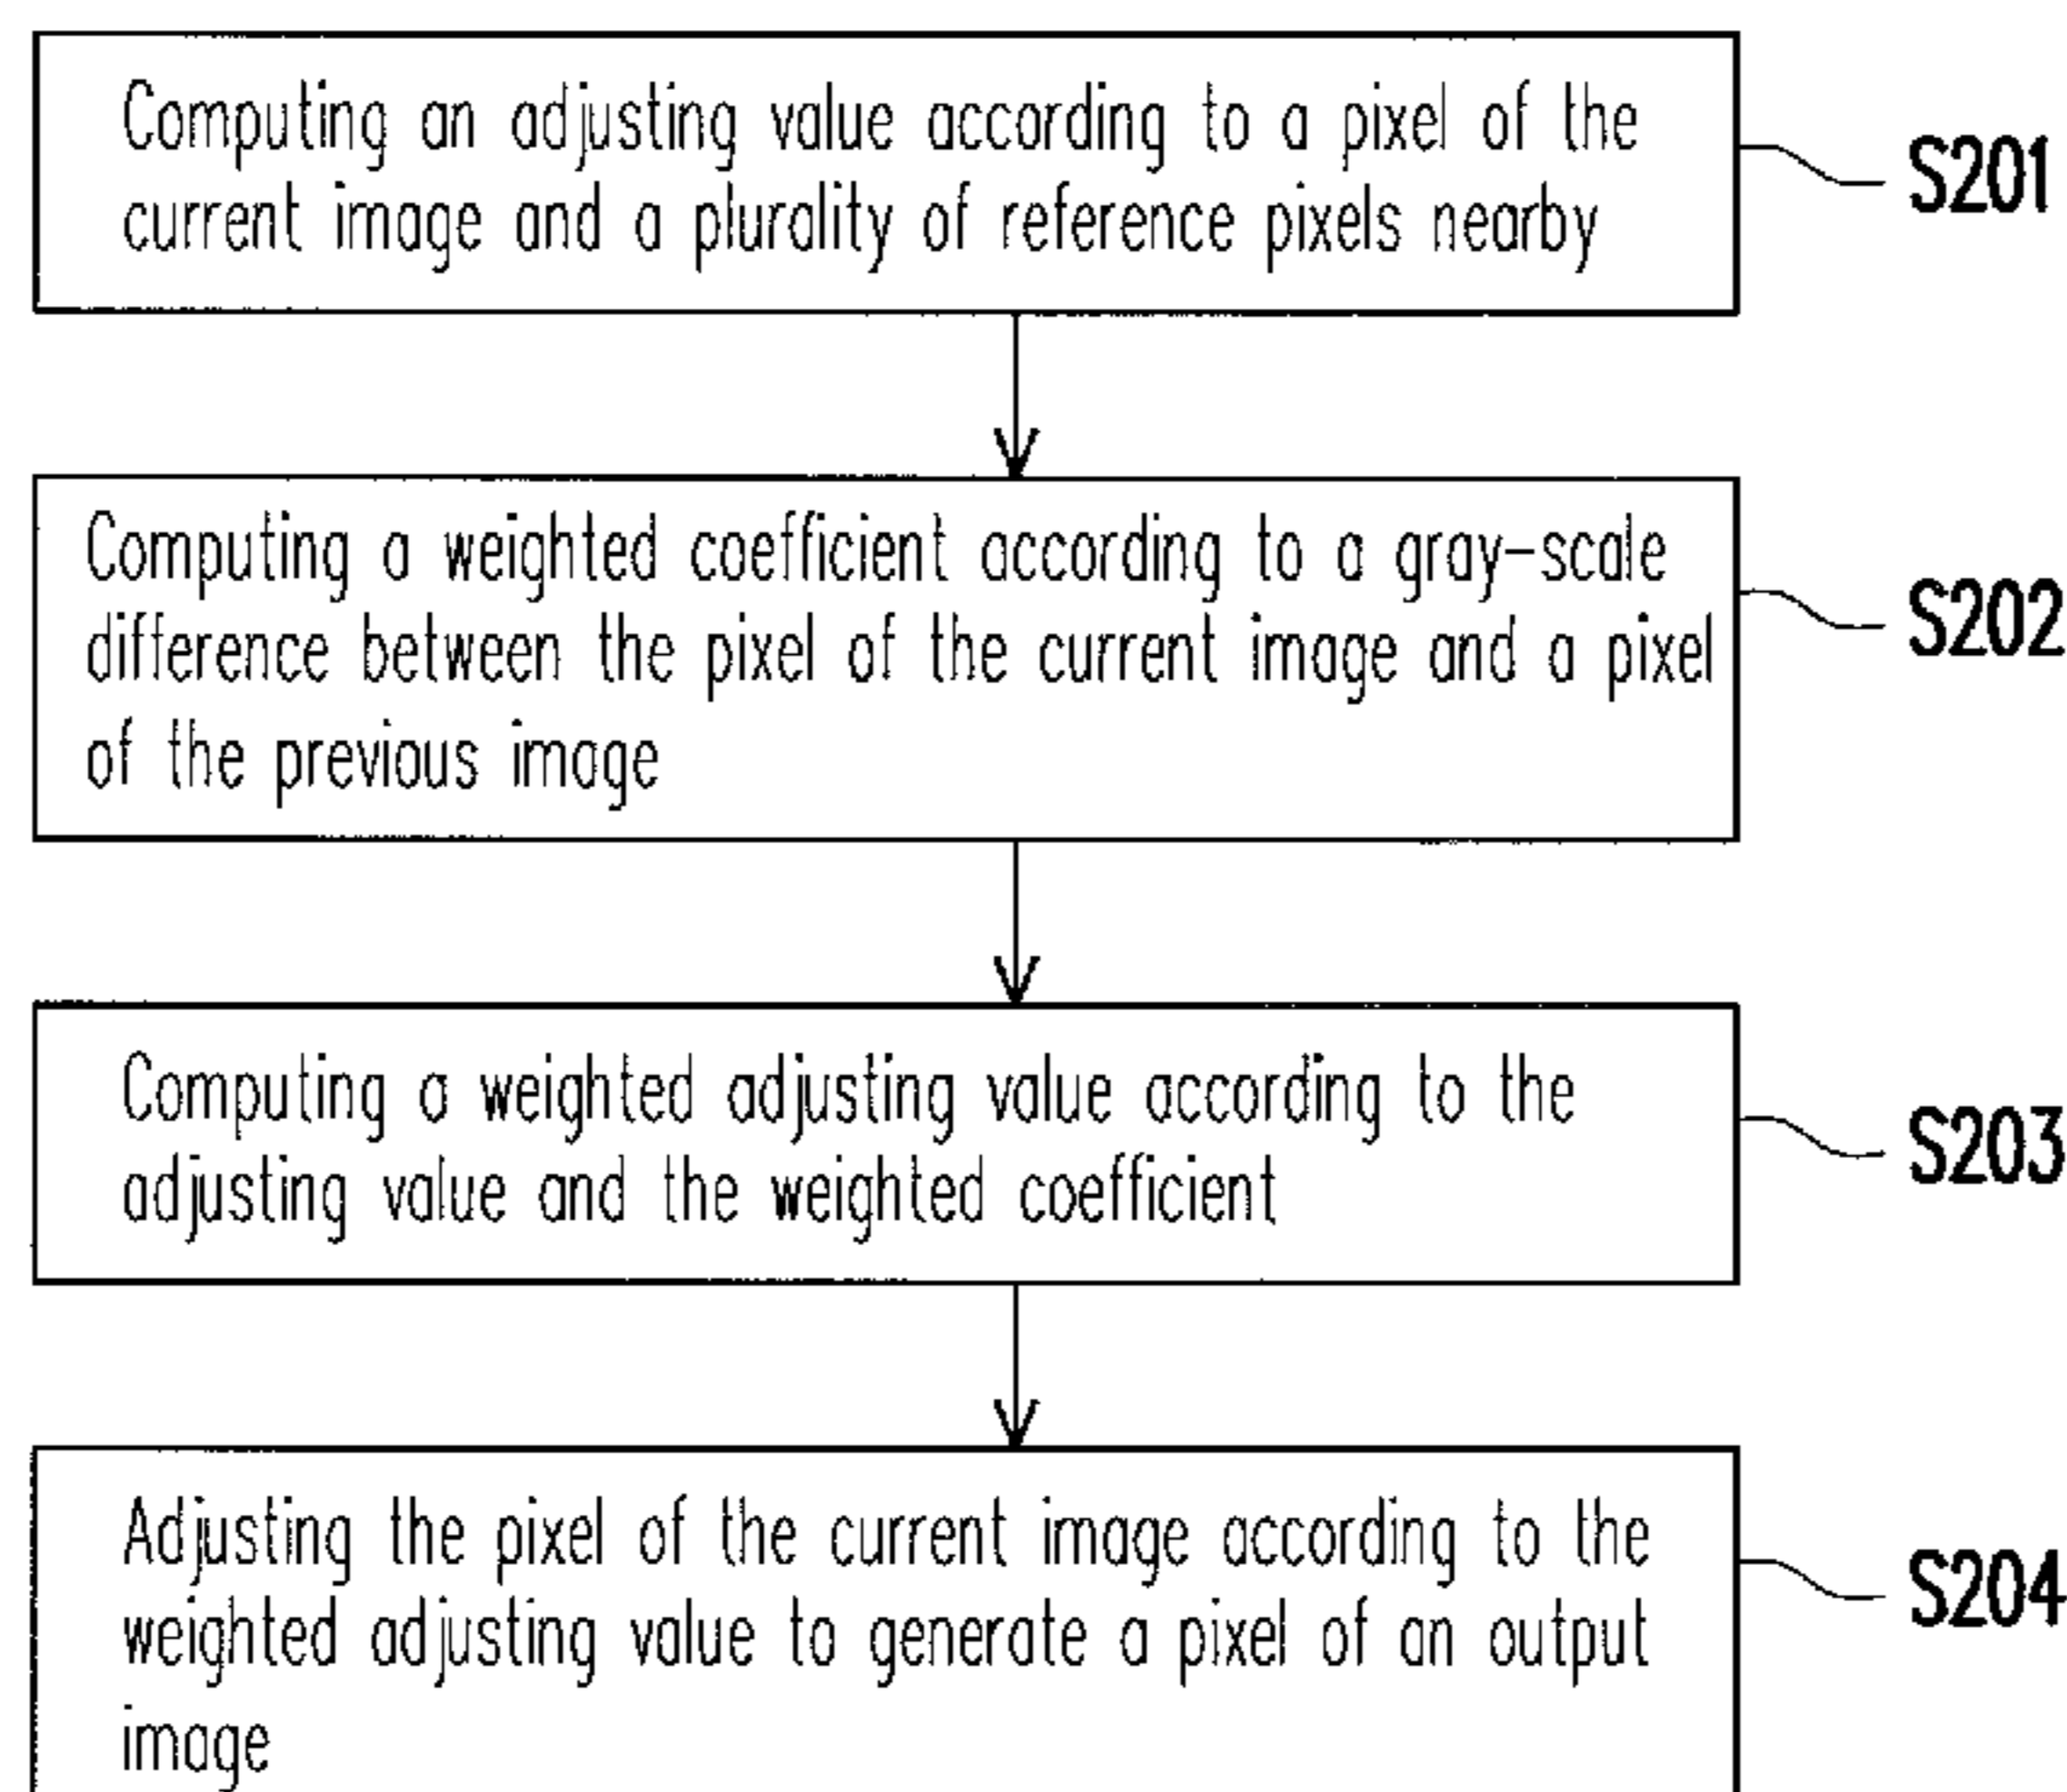 Computing an adjusting value according to a pixel of the
current image and a plurality of reference pixels nearby
S201
Computing a weighted coefficient according to a gray-scale
difference between the pixel of the current image and a pixel
of the previous image
S202
Computing a weighted adjusting value according to the
adjusting value and the weighted coefficient
S203
Adjusting the pixel of the current image according to the
weighted adjusting value to generate a pixel of an output
image
S204